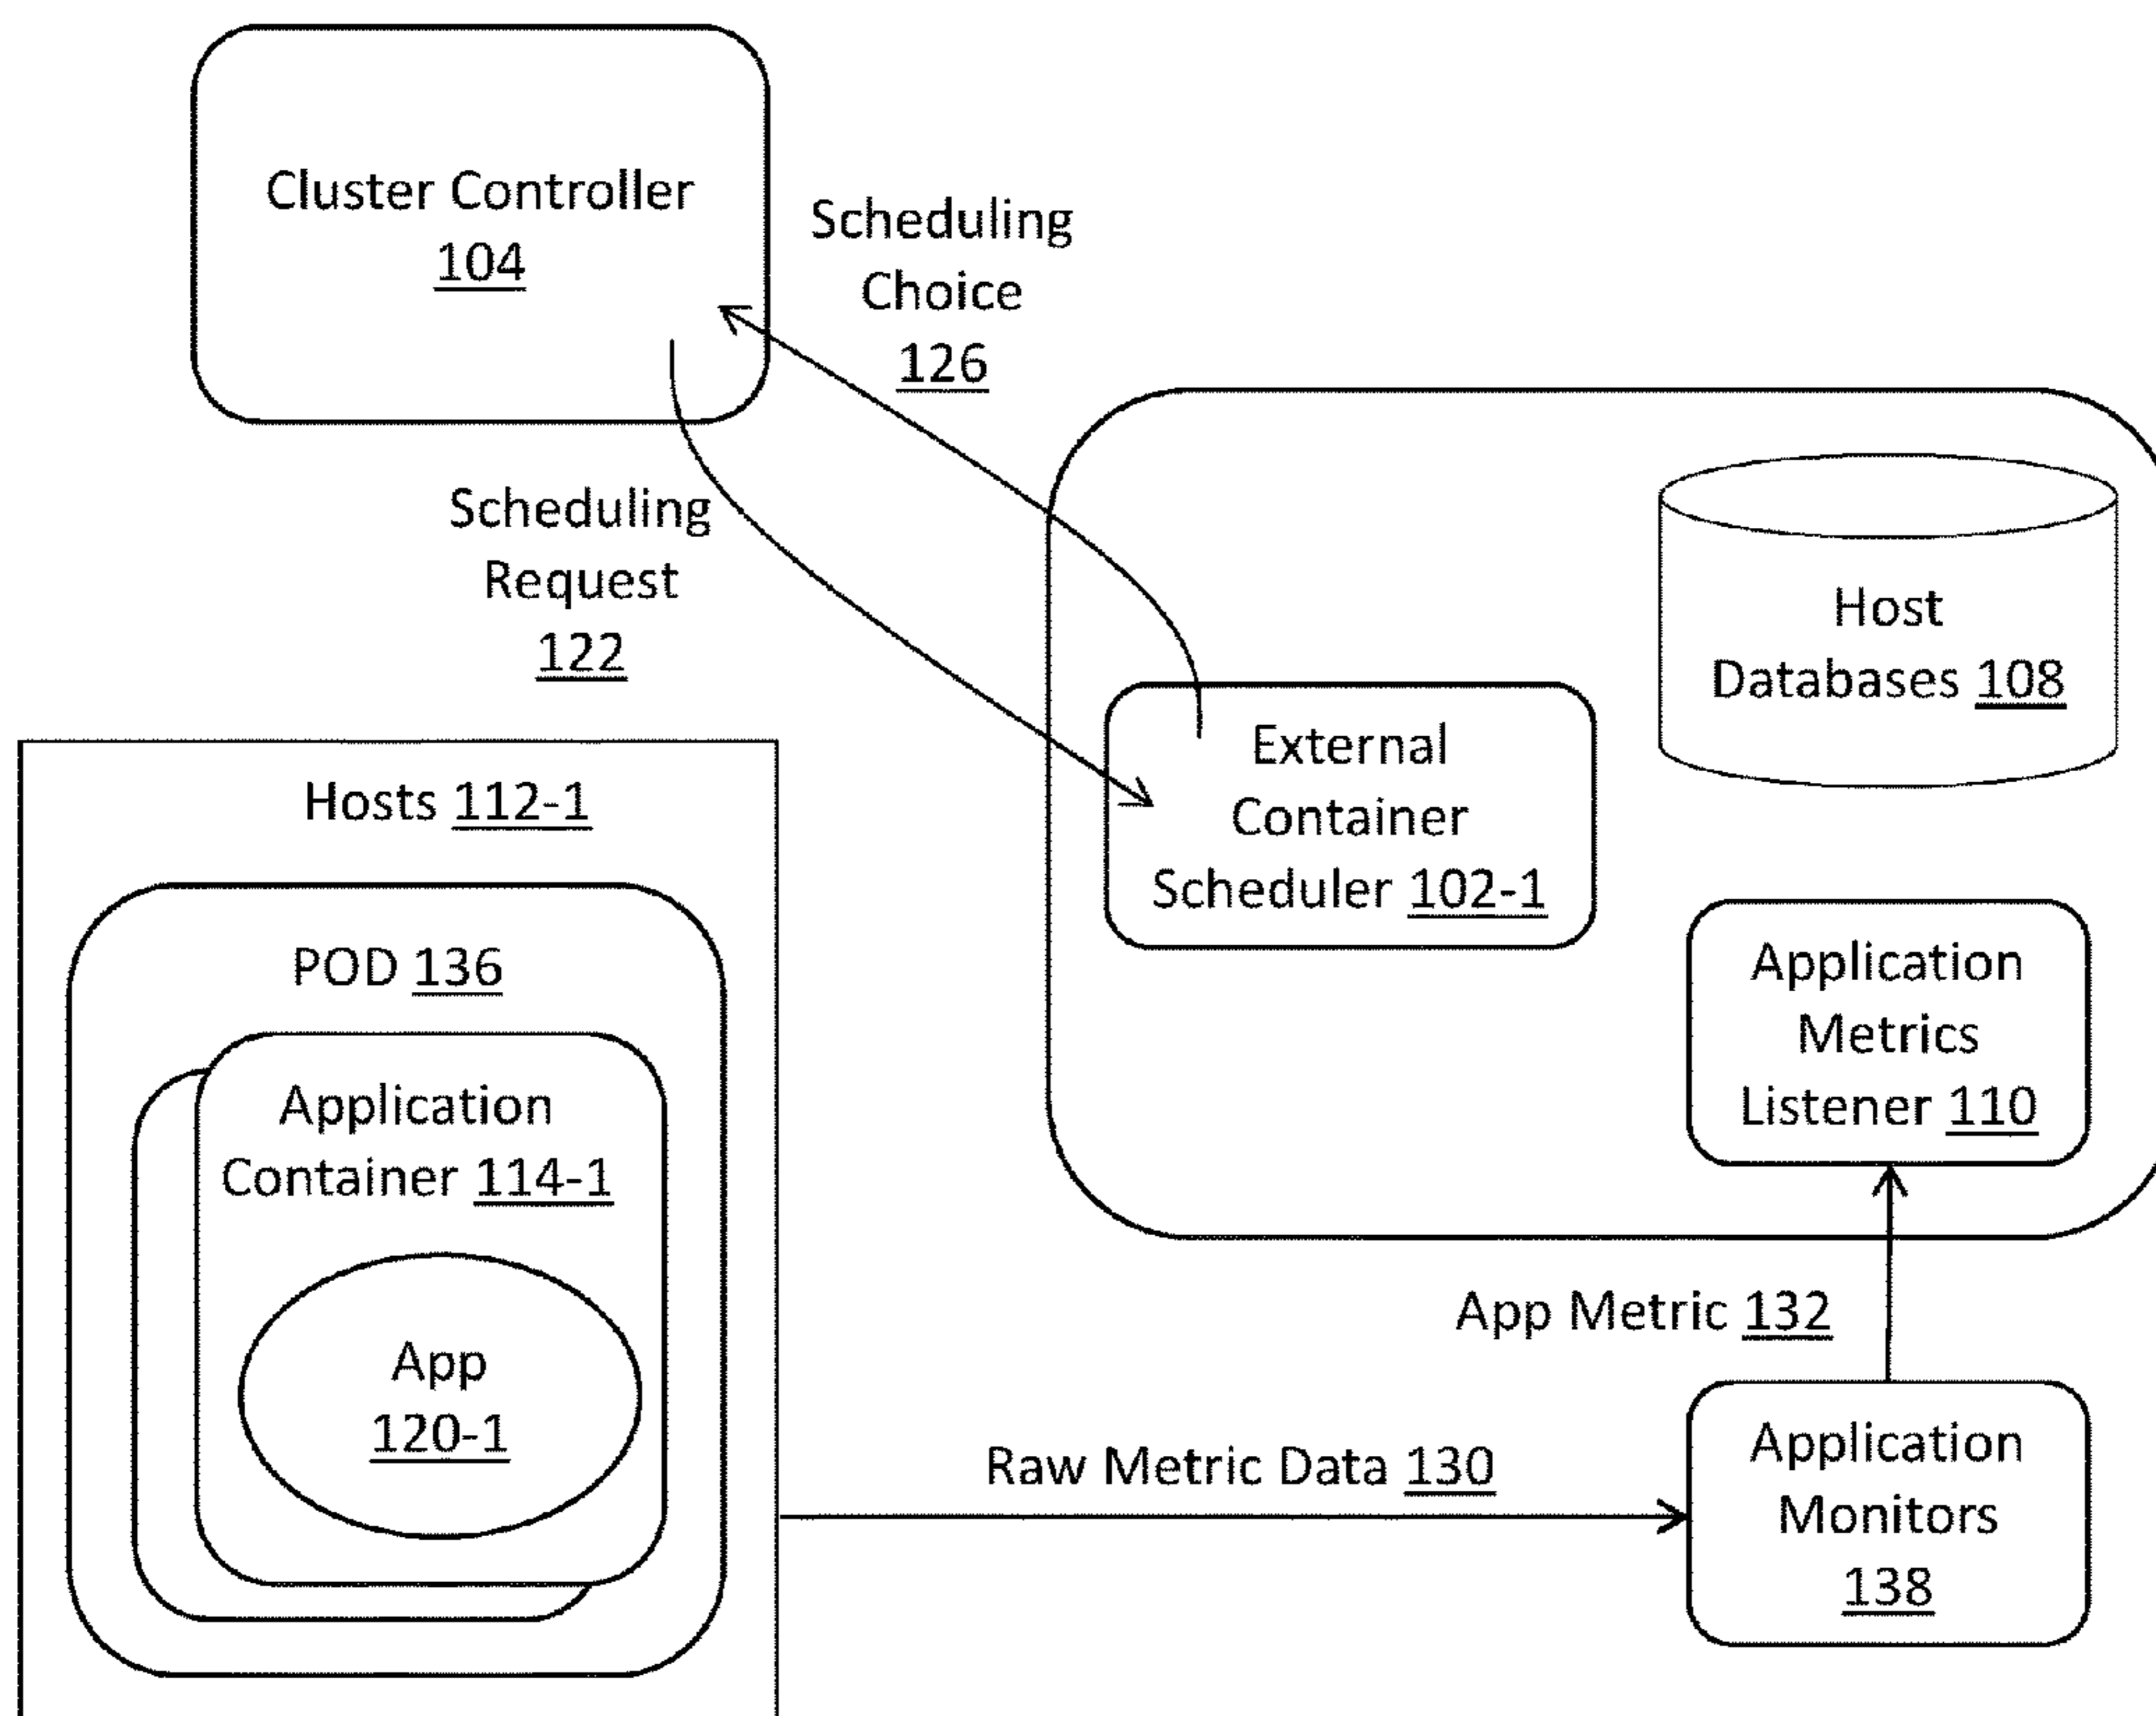 Cluster Controller
104
Scheduling
Choice
126
Scheduling
Request
122
Host
Databases 108
External
Container
Scheduler 102-1
Hosts 112-1
POD 136
Application
Container 114-1
App
120-1
Application
Metrics
Listener 110
App Metric 132
Raw Metric Data 130
Application
Monitors
138